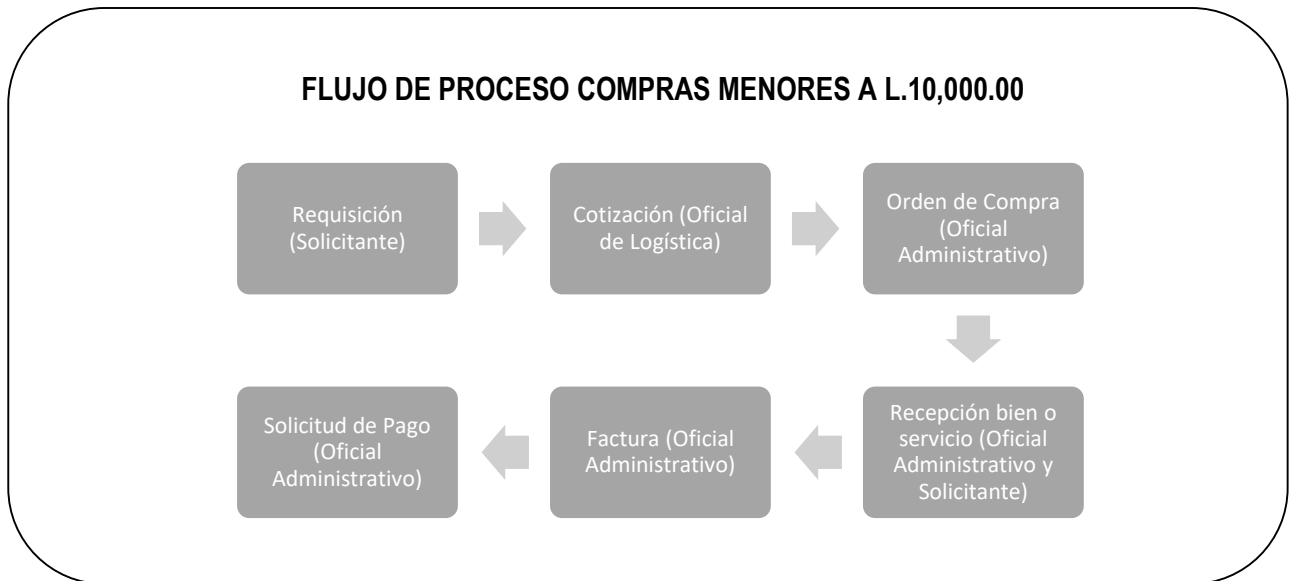 FLUJO DE PROCESO COMPRAS MENORES A L.10,000.00
Requisición
(Solicitante)
Cotización (Oficial
de Logística)
Orden de Compra
(Oficial
Administrativo)
Recepción bien o
servicio (Oficial
Administrativo y
Solicitante)
Factura (Oficial
Administrativo)
Solicitud de Pago
(Oficial
Administrativo)